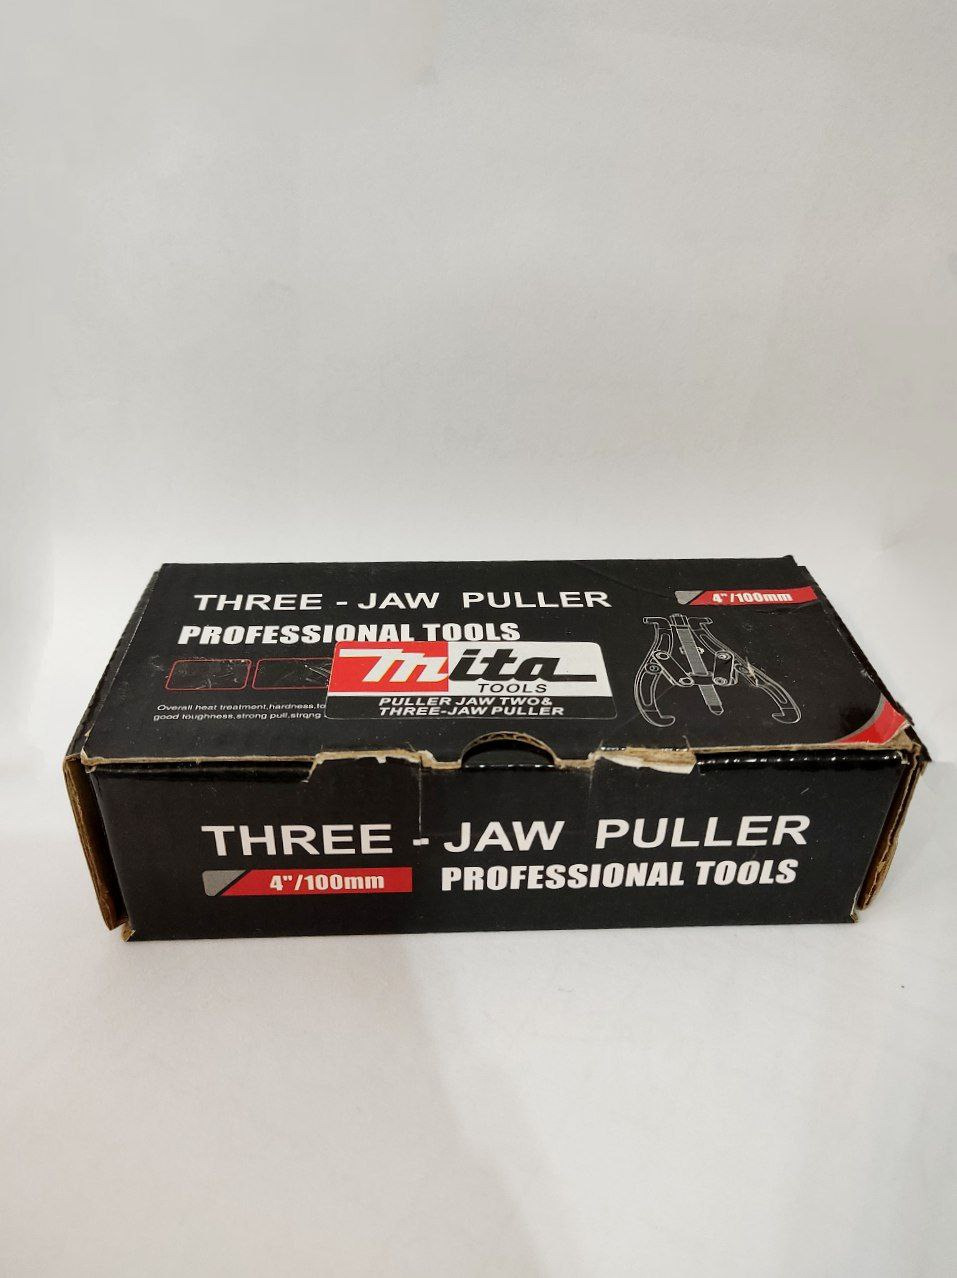 THREE - JAW PULLER
4"/100mm
PROFESSIONAL TOOLS
mita
TOOLS
PULLER JAW TWO&
THREE-JAW PULLER
Overall heat treatment,hardness,to
good toughness,strong pull,strong
THREE - JAW PULLER
4"/100mm
PROFESSIONAL TOOLS